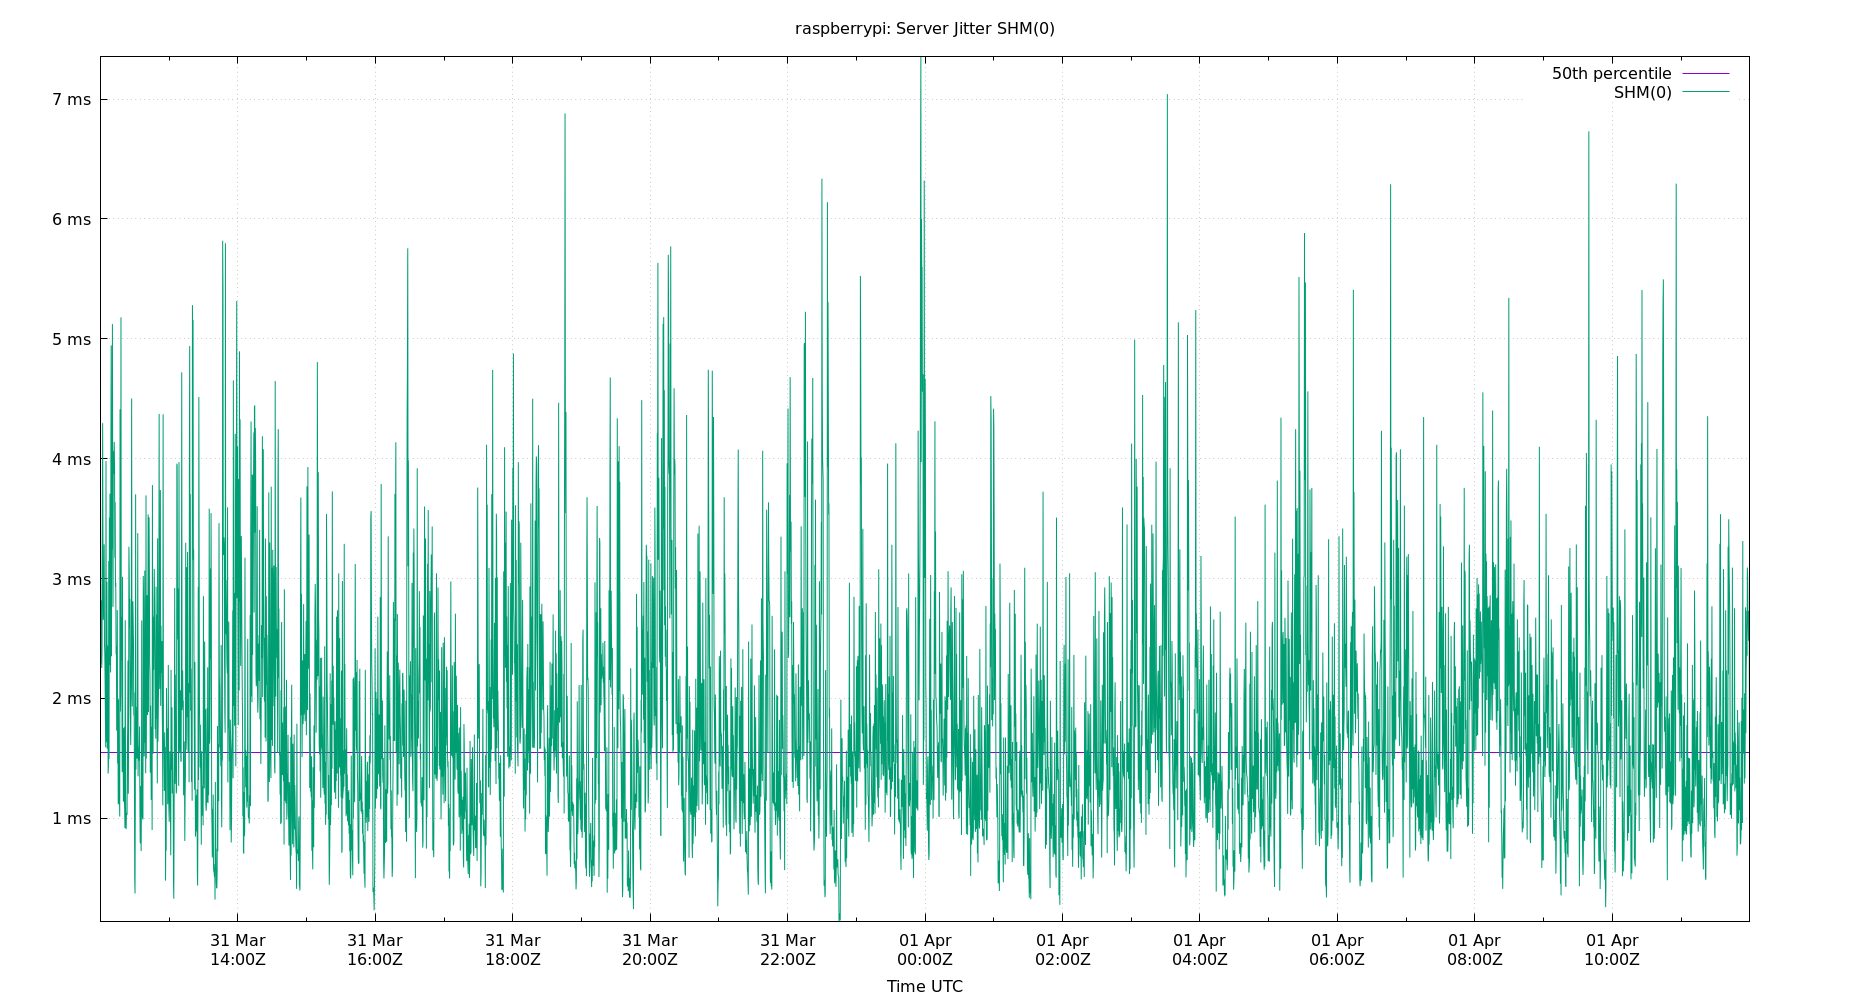 raspberrypi: Server Jitter SHM(0)
50th percentile
SHM(0)
7 ms
6 ms
5 ms
4 ms
3 ms
2 ms
1 ms
31 Mar 31 Mar 31 Mar 31 Mar 31 Mar 01 Apr 01 Apr 01 Apr 01 Apr 01 Apr 01 Apr
14:00Z 16:00Z 18:00Z 20:00Z 22:00Z 00:00Z 02:00Z 04:00Z 06:00Z 08:00Z 10:00Z
Time UTC